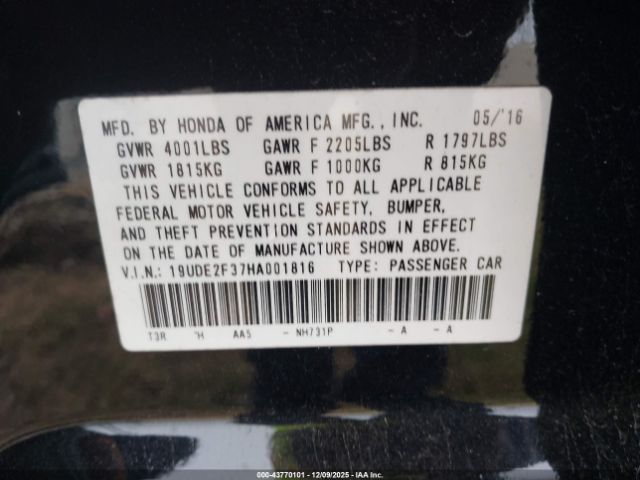 MFD. BY HONDA OF AMERICA MFG., INC. 05/'16
GVWR 4001LBS GAWR F 2205LBS R 1797LBS
GVWR 1815KG GAWR F 1000KG R 815KG
THIS VEHICLE CONFORMS TO ALL APPLICABLE
FEDERAL MOTOR VEHICLE SAFETY, BUMPER,
AND THEFT PREVENTION STANDARDS IN EFFECT
ON THE DATE OF MANUFACTURE SHOWN ABOVE.
V.I.N.: 19UDE2F37HA001816 TYPE: PASSENGER CAR
T3R AA5 - NH731P - A - A
00-43770101 - 12/09/2025 - IAA Inc.